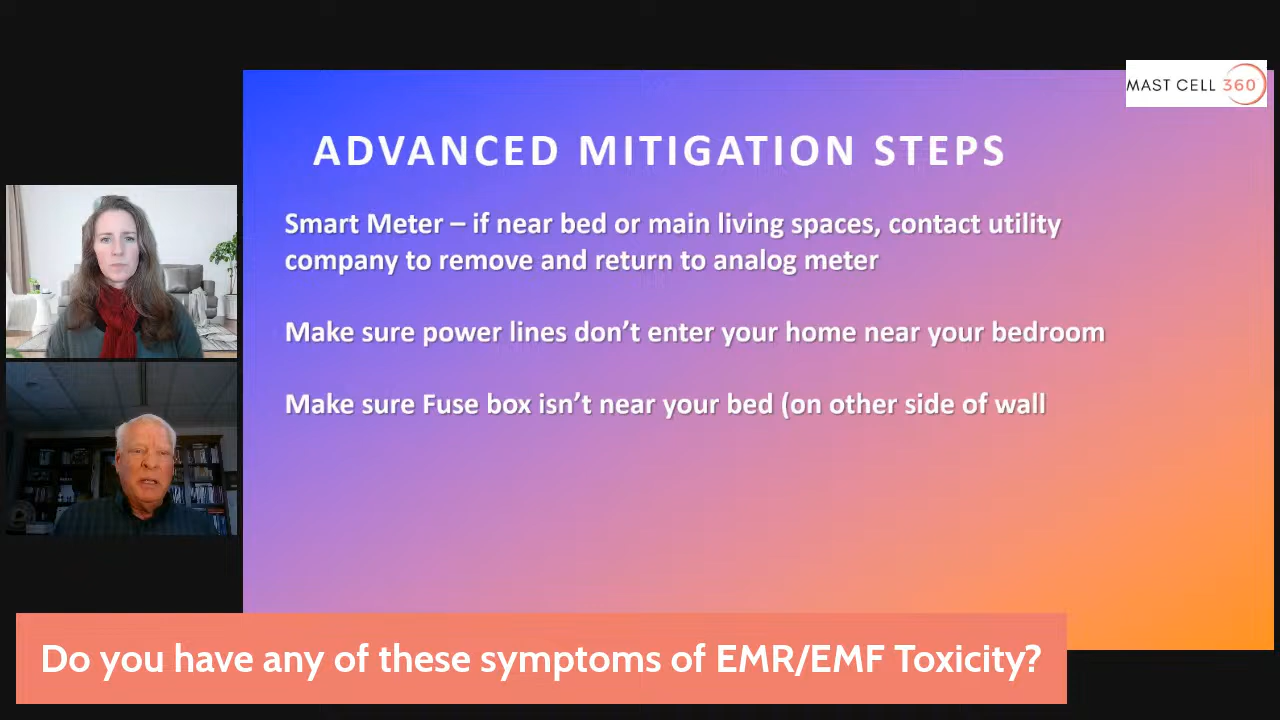 MAST CELL 360
ADVANCED MITIGATION STEPS
Smart Meter – if near bed or main living spaces, contact utility
company to remove and return to analog meter
Make sure power lines don’t enter your home near your bedroom
Make sure Fuse box isn’t near your bed (on other side of wall
Do you have any of these symptoms of EMR/EMF Toxicity?